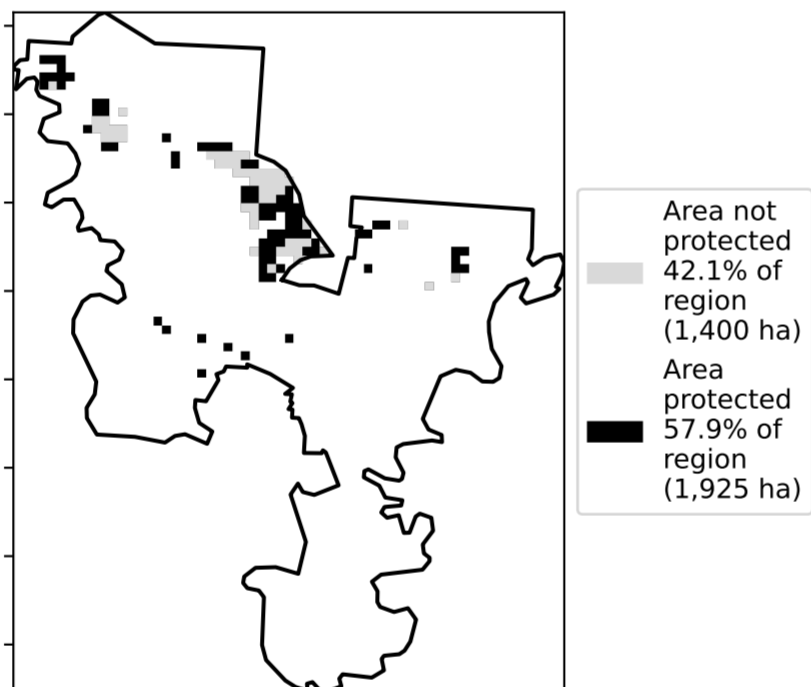 Area not
protected
42.1% of
region
(1,400 ha)
Area
protected
57.9% of
region
(1,925 ha)